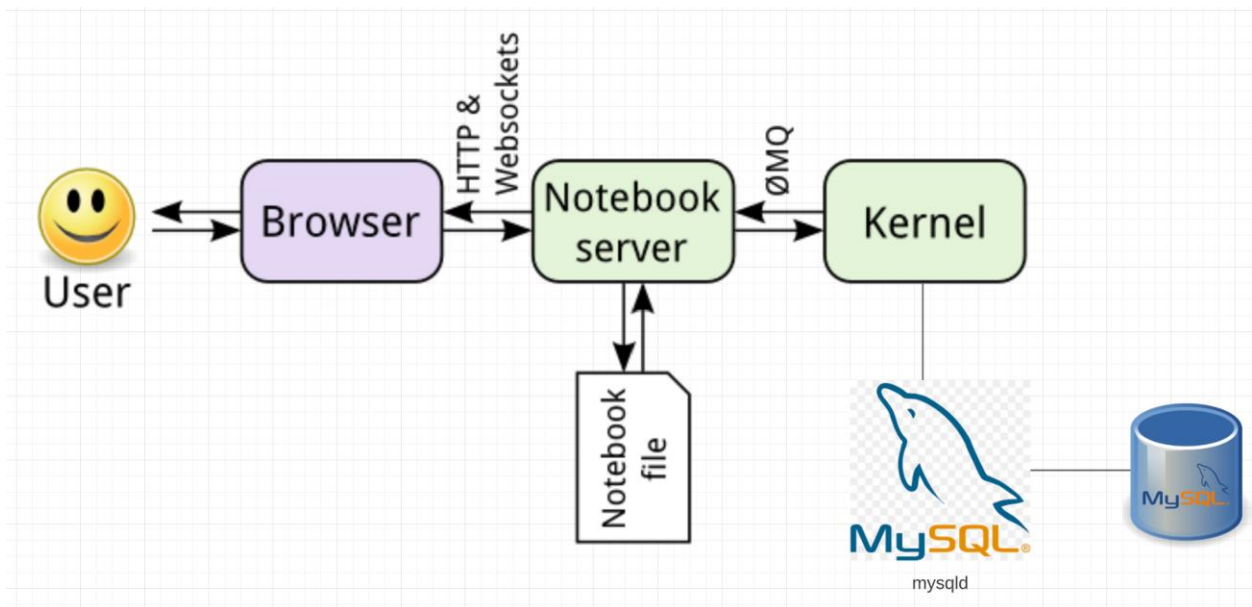 User
Browser
HTTP &
Websockets
Notebook
server
ØMQ
Kernel
Notebook
file
MySQL®
mysqld
MySQL